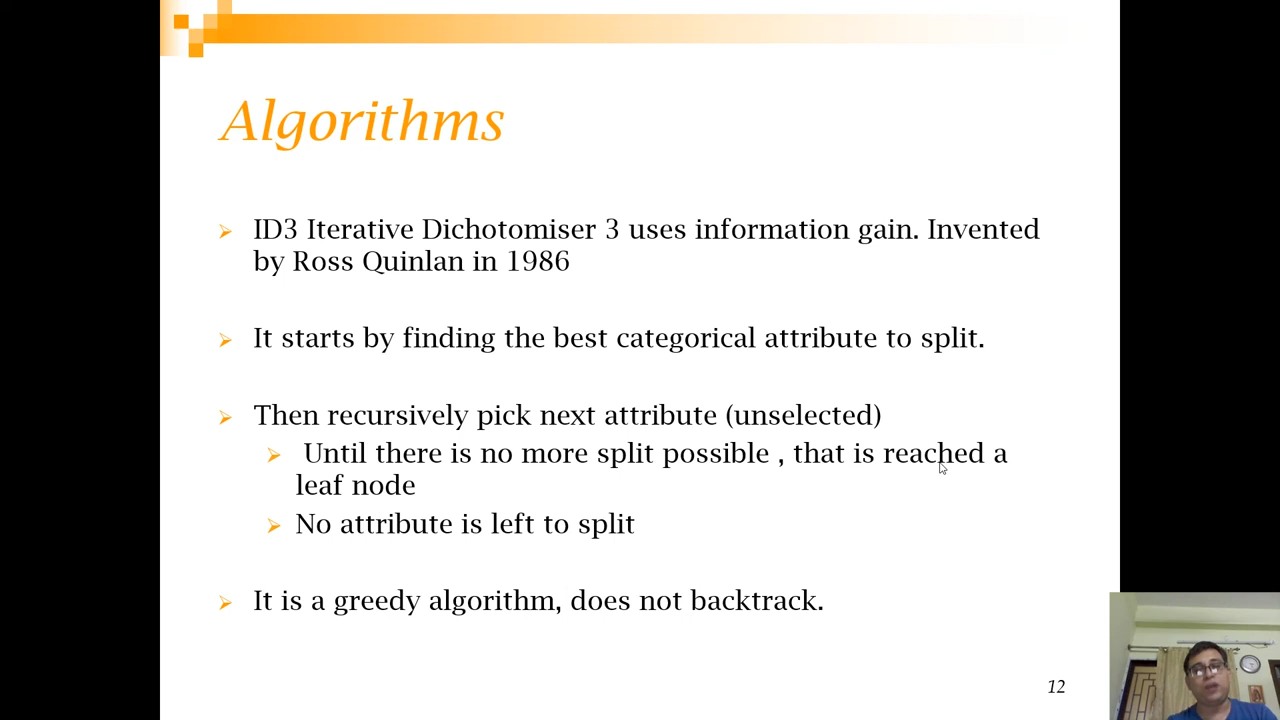 Algorithms
ID3 Iterative Dichotomiser 3 uses information gain. Invented
by Ross Quinlan in 1986
It starts by finding the best categorical attribute to split.
Then recursively pick next attribute (unselected)
Until there is no more split possible , that is reached a
leaf node
No attribute is left to split
It is a greedy algorithm, does not backtrack.
12